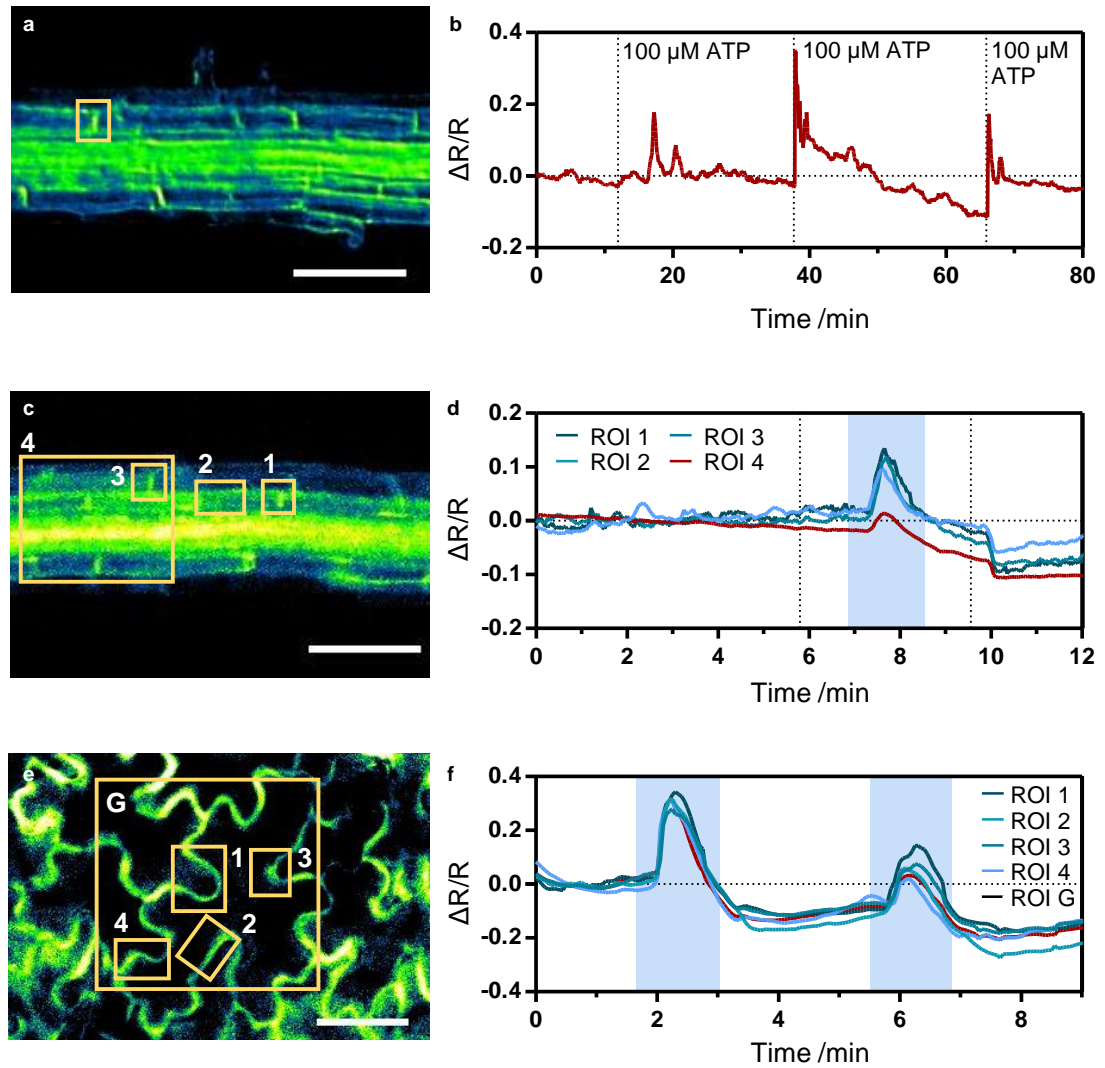 a
b
0.4
0.2
0.0
-0.2
ΔR/R
100 µM ATP
100 µM ATP
100 µM
ATP
0
20
40
60
80
Time /min
c
4
3
2
1
d
0.2
0.1
0.0
-0.1
-0.2
ΔR/R
ROI 1
ROI 3
ROI 2
ROI 4
0
2
4
6
8
10
12
Time /min
e
G
1
3
4
2
f
0.4
0.2
0.0
-0.2
-0.4
ΔR/R
ROI 1
ROI 2
ROI 3
ROI 4
ROI G
0
2
4
6
8
Time /min